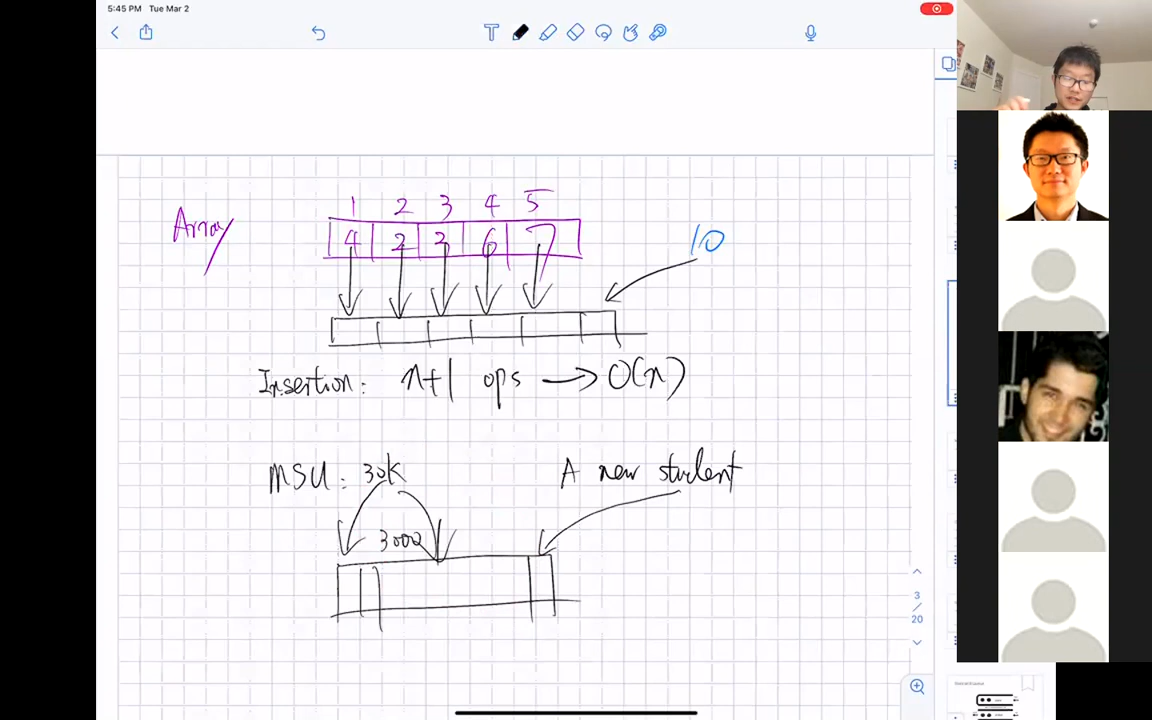 5:45 PM Tue Mar 2
1 2 3 4 5
Array
4 2 3 6 7
10
Insertion: n+1 ops → O(n)
MSU: 30K
A new student
3000
3
/
20